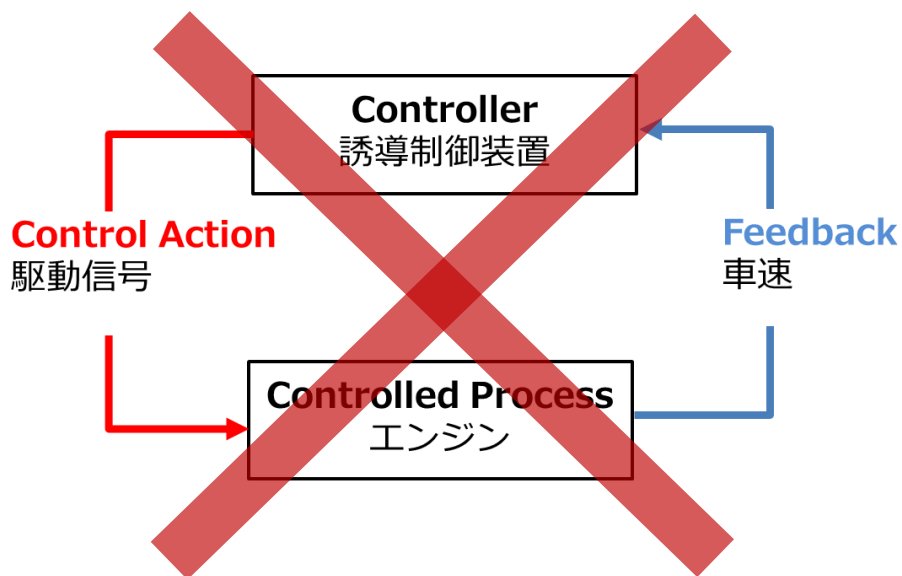 Controller
誘導制御装置
Control Action
駆動信号
Feedback
車速
Controlled Process
エンジン